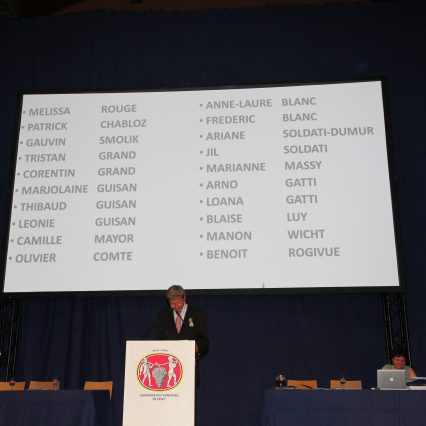 • MELISSA ROUGE
• PATRICK CHABLOZ
• GAUVIN SMOLIK
• TRISTAN GRAND
• CORENTIN GRAND
• MARJOLAINE GUISAN
• THIBAUD GUISAN
• LEONIE GUISAN
• CAMILLE MAYOR
• OLIVIER COMTE
• ANNE-LAURE BLANC
• FREDERIC BLANC
• ARIANE SOLDATI-DUMUR
• JIL SOLDATI
• MARIANNE MASSY
• ARNO GATTI
• LOANA GATTI
• BLAISE LUY
• MANON WICHT
• BENOIT ROGIVUE